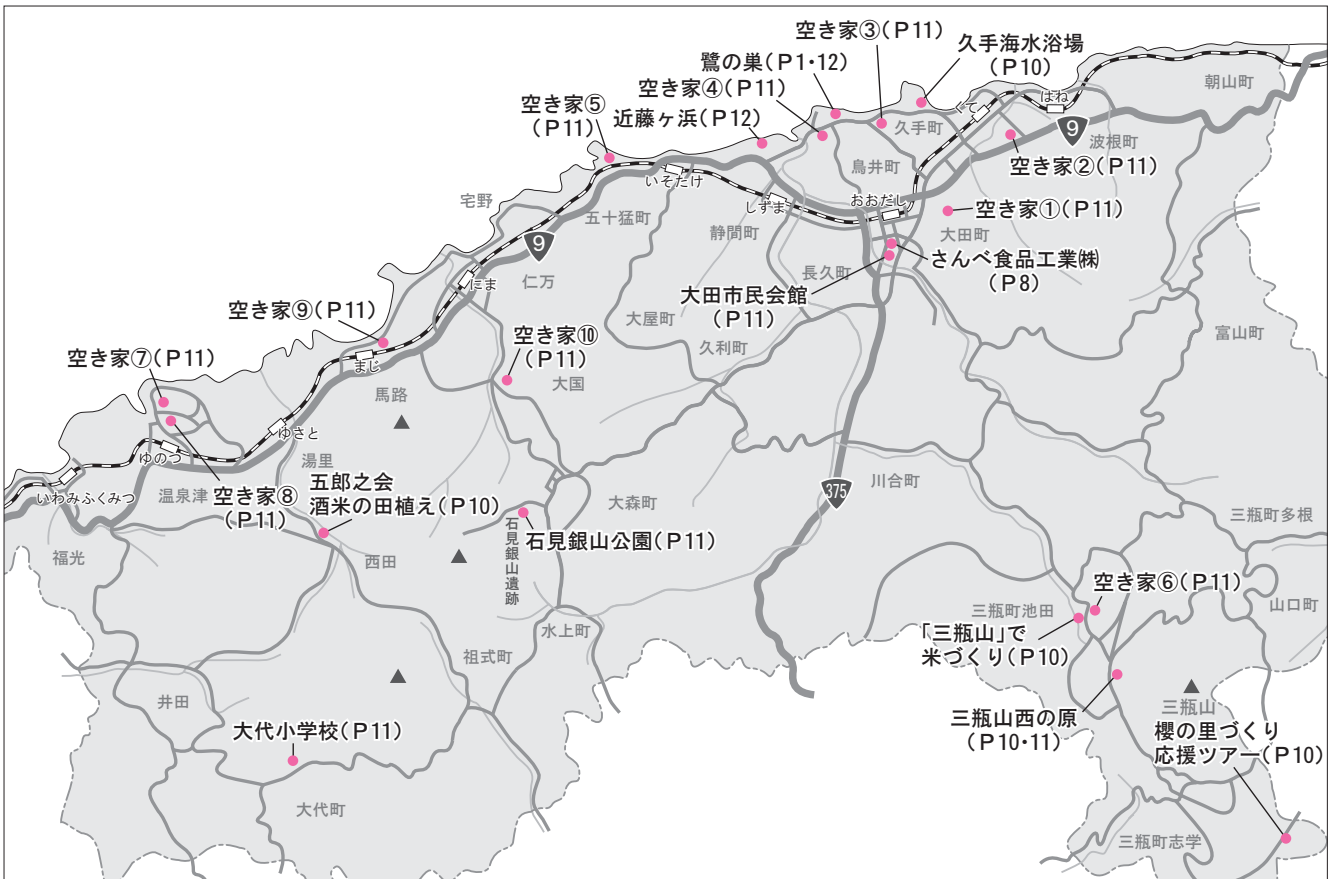 空き家③(P11)
久手海水浴場
(P10)
鷺の巣(P1・12)
空き家④(P11)
空き家⑤
(P11)
近藤ヶ浜(P12)
朝山町
はね
くて
久手町
9
波根町
空き家②(P11)
鳥井町
いそたけ
宅野
五十猛町
しずま
おおだし
静間町
空き家①(P11)
大田町
9
仁万
にま
長久町
さんべ食品工業㈱
(P8)
大田市民会館
(P11)
空き家⑨(P11)
大屋町
久利町
富山町
空き家⑦(P11)
まじ
空き家⑩
(P11)
大国
馬路
ゆさと
ゆのつ
湯里
いわみふくみつ
温泉津
空き家⑧
(P11)
五郎之会
酒米の田植え(P10)
大森町
375
川合町
石見銀山公園(P11)
石見銀山遺跡
三瓶町多根
福光
西田
空き家⑥(P11)
三瓶町池田
山口町
「三瓶山」で
米づくり(P10)
水上町
祖式町
井田
三瓶山
三瓶山西の原
(P10・11)
櫻の里づくり
応援ツアー(P10)
大代小学校(P11)
大代町
三瓶町志学